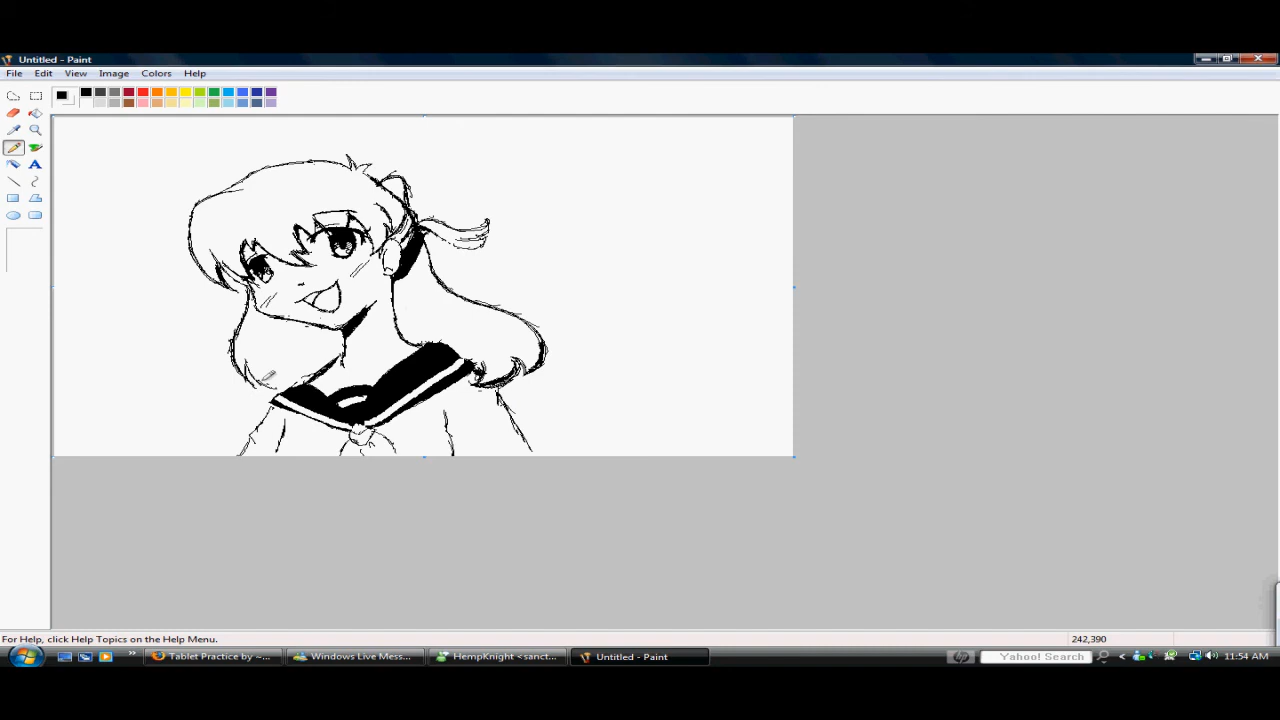 Untitled - Paint
File Edit View Image Colors Help
For Help, click Help Topics on the Help Menu.
242,390
Tablet Practice by ~...
Windows Live Mess...
HempKnight <sanct...
Untitled - Paint
hp
Yahoo! Search
11:54 AM